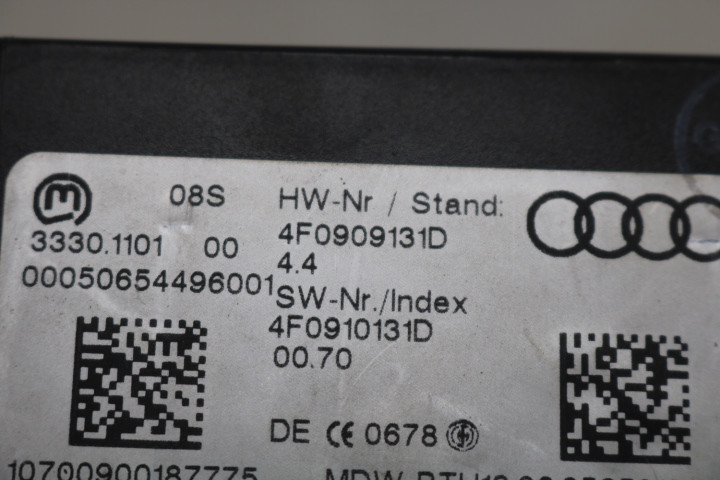 m 08S HW-Nr / Stand:
3330.1101 00 4F0909131D
4.4
00050654496001
SW-Nr./Index
4F0910131D
00.70
DE CE 0678
10700900187775